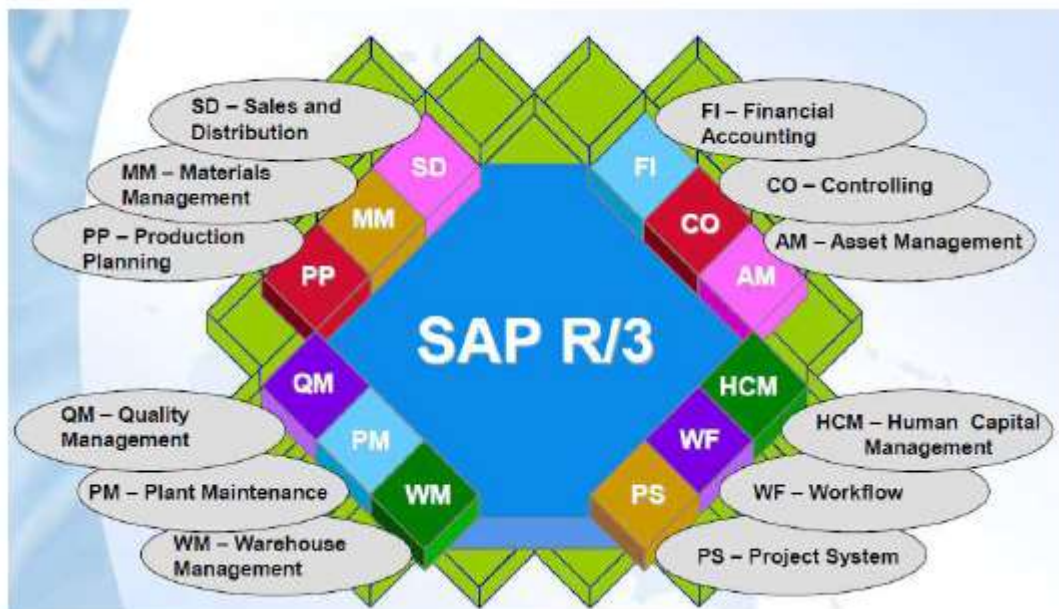 SD – Sales and
Distribution
MM – Materials
Management
PP – Production
Planning
SD
MM
PP
FI – Financial
Accounting
CO – Controlling
AM – Asset Management
FI
CO
AM
SAP R/3
QM
PM
WM
QM – Quality
Management
PM – Plant Maintenance
WM – Warehouse
Management
HCM
WF
PS
HCM – Human Capital
Management
WF – Workflow
PS – Project System